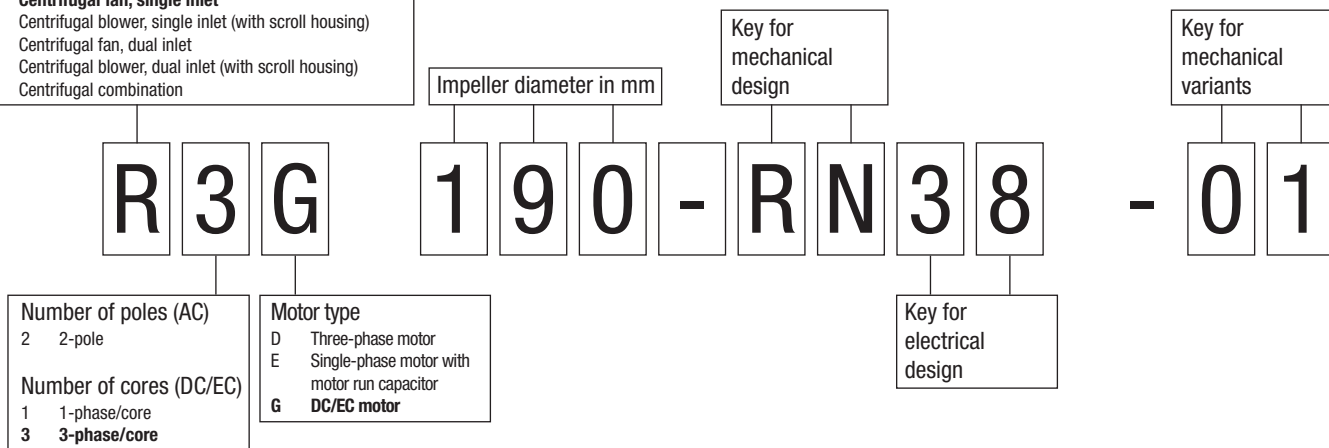 Centrifugal fan, single inlet
Centrifugal blower, single inlet (with scroll housing)
Centrifugal fan, dual inlet
Centrifugal blower, dual inlet (with scroll housing)
Centrifugal combination
Impeller diameter in mm
Key for
mechanical
design
Key for
mechanical
variants
R 3 G 1 9 0 - R N 3 8 - 0 1
Number of poles (AC)
2 2-pole
Number of cores (DC/EC)
1 1-phase/core
3 3-phase/core
Motor type
D Three-phase motor
E Single-phase motor with
motor run capacitor
G DC/EC motor
Key for
electrical
design